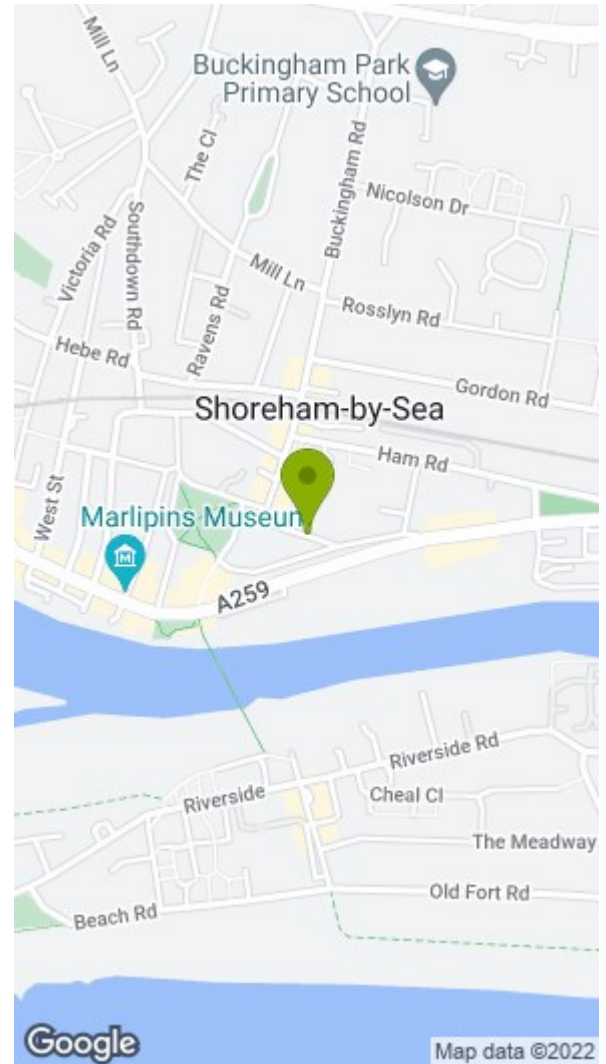 Mill Ln
Buckingham Park
Primary School
The Cl
Buckingham Rd
Nicolson Dr
Victoria Rd
Southdown Rd
Mill Ln
Rosslyn Rd
Ravens Rd
Hebe Rd
Gordon Rd
Shoreham-by-Sea
Ham Rd
West St
Marlipins Museum
M
A259
Riverside Rd
Riverside
Cheal Cl
The Meadway
Old Fort Rd
Beach Rd
Google
Map data ©2022